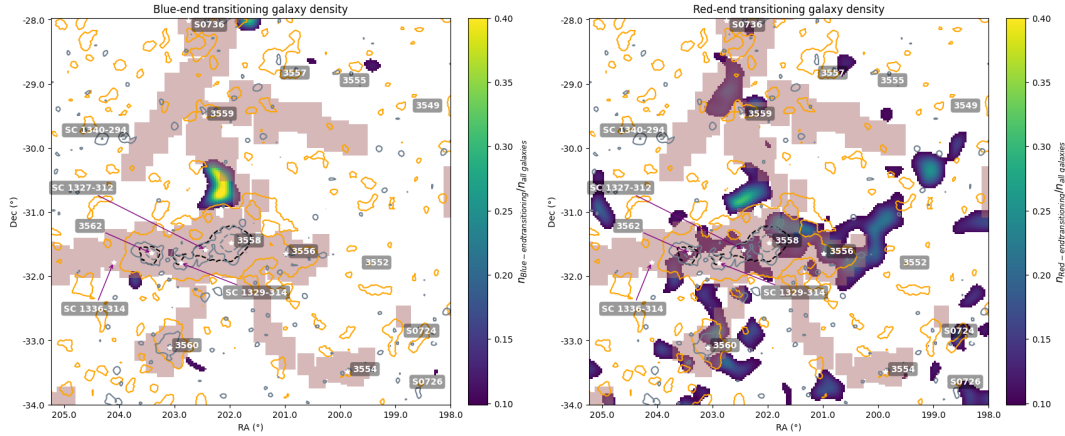 Blue-end transitioning galaxy density
-28.0
-29.0
-30.0
-31.0
-32.0
-33.0
-34.0
Dec (°)
205.0
204.0
203.0
202.0
201.0
200.0
199.0
198.0
RA (°)
S0736
3557
3555
3549
3559
SC 1340-294
SC 1327-312
3562
3558
3556
3552
SC 1329-314
SC 1336-314
3560
S0724
3554
S0726
0.40
0.35
0.30
0.25
0.20
0.15
0.10
n_Blue−endtransitioning/n_all galaxies
Red-end transitioning galaxy density
-28.0
-29.0
-30.0
-31.0
-32.0
-33.0
-34.0
Dec (°)
205.0
204.0
203.0
202.0
201.0
200.0
199.0
198.0
RA (°)
S0736
3557
3555
3549
3559
SC 1340-294
SC 1327-312
3562
3558
3556
3552
SC 1329-314
SC 1336-314
3560
S0724
3554
S0726
0.40
0.35
0.30
0.25
0.20
0.15
0.10
n_Red−endtransitioning/n_all galaxies